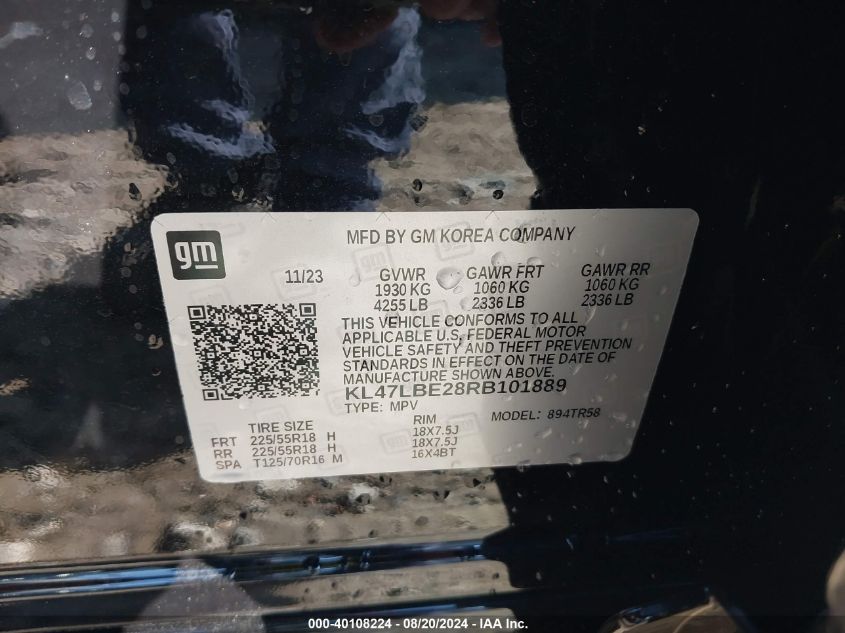 gm
MFD BY GM KOREA COMPANY
11/23 GVWR GAWR FRT GAWR RR
1930 KG 1060 KG 1060 KG
4255 LB 2336 LB 2336 LB
THIS VEHICLE CONFORMS TO ALL
APPLICABLE U.S. FEDERAL MOTOR
VEHICLE SAFETY AND THEFT PREVENTION
STANDARDS IN EFFECT ON THE DATE OF
MANUFACTURE SHOWN ABOVE.
KL47LBE28RB101889
TYPE: MPV MODEL: 894TR58
TIRE SIZE RIM
FRT 225/55R18 H 18X7.5J
RR 225/55R18 H 18X7.5J
SPA T125/70R16 M 16X4BT
000-40108224 - 08/20/2024 - IAA Inc.